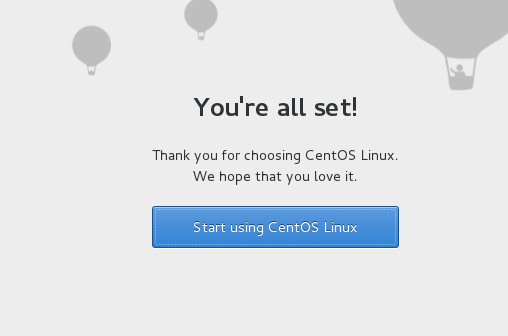 You're all set!
Thank you for choosing CentOS Linux.
We hope that you love it.
Start using CentOS Linux